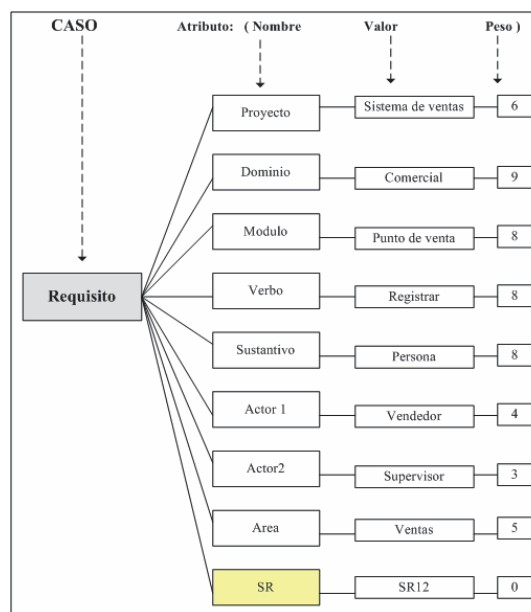 CASO Atributo: ( Nombre Valor Peso )
Proyecto Sistema de ventas 6
Dominio Comercial 9
Modulo Punto de venta 8
Requisito Verbo Registrar 8
Sustantivo Persona 8
Actor 1 Vendedor 4
Actor2 Supervisor 3
Area Ventas 5
SR SR12 0